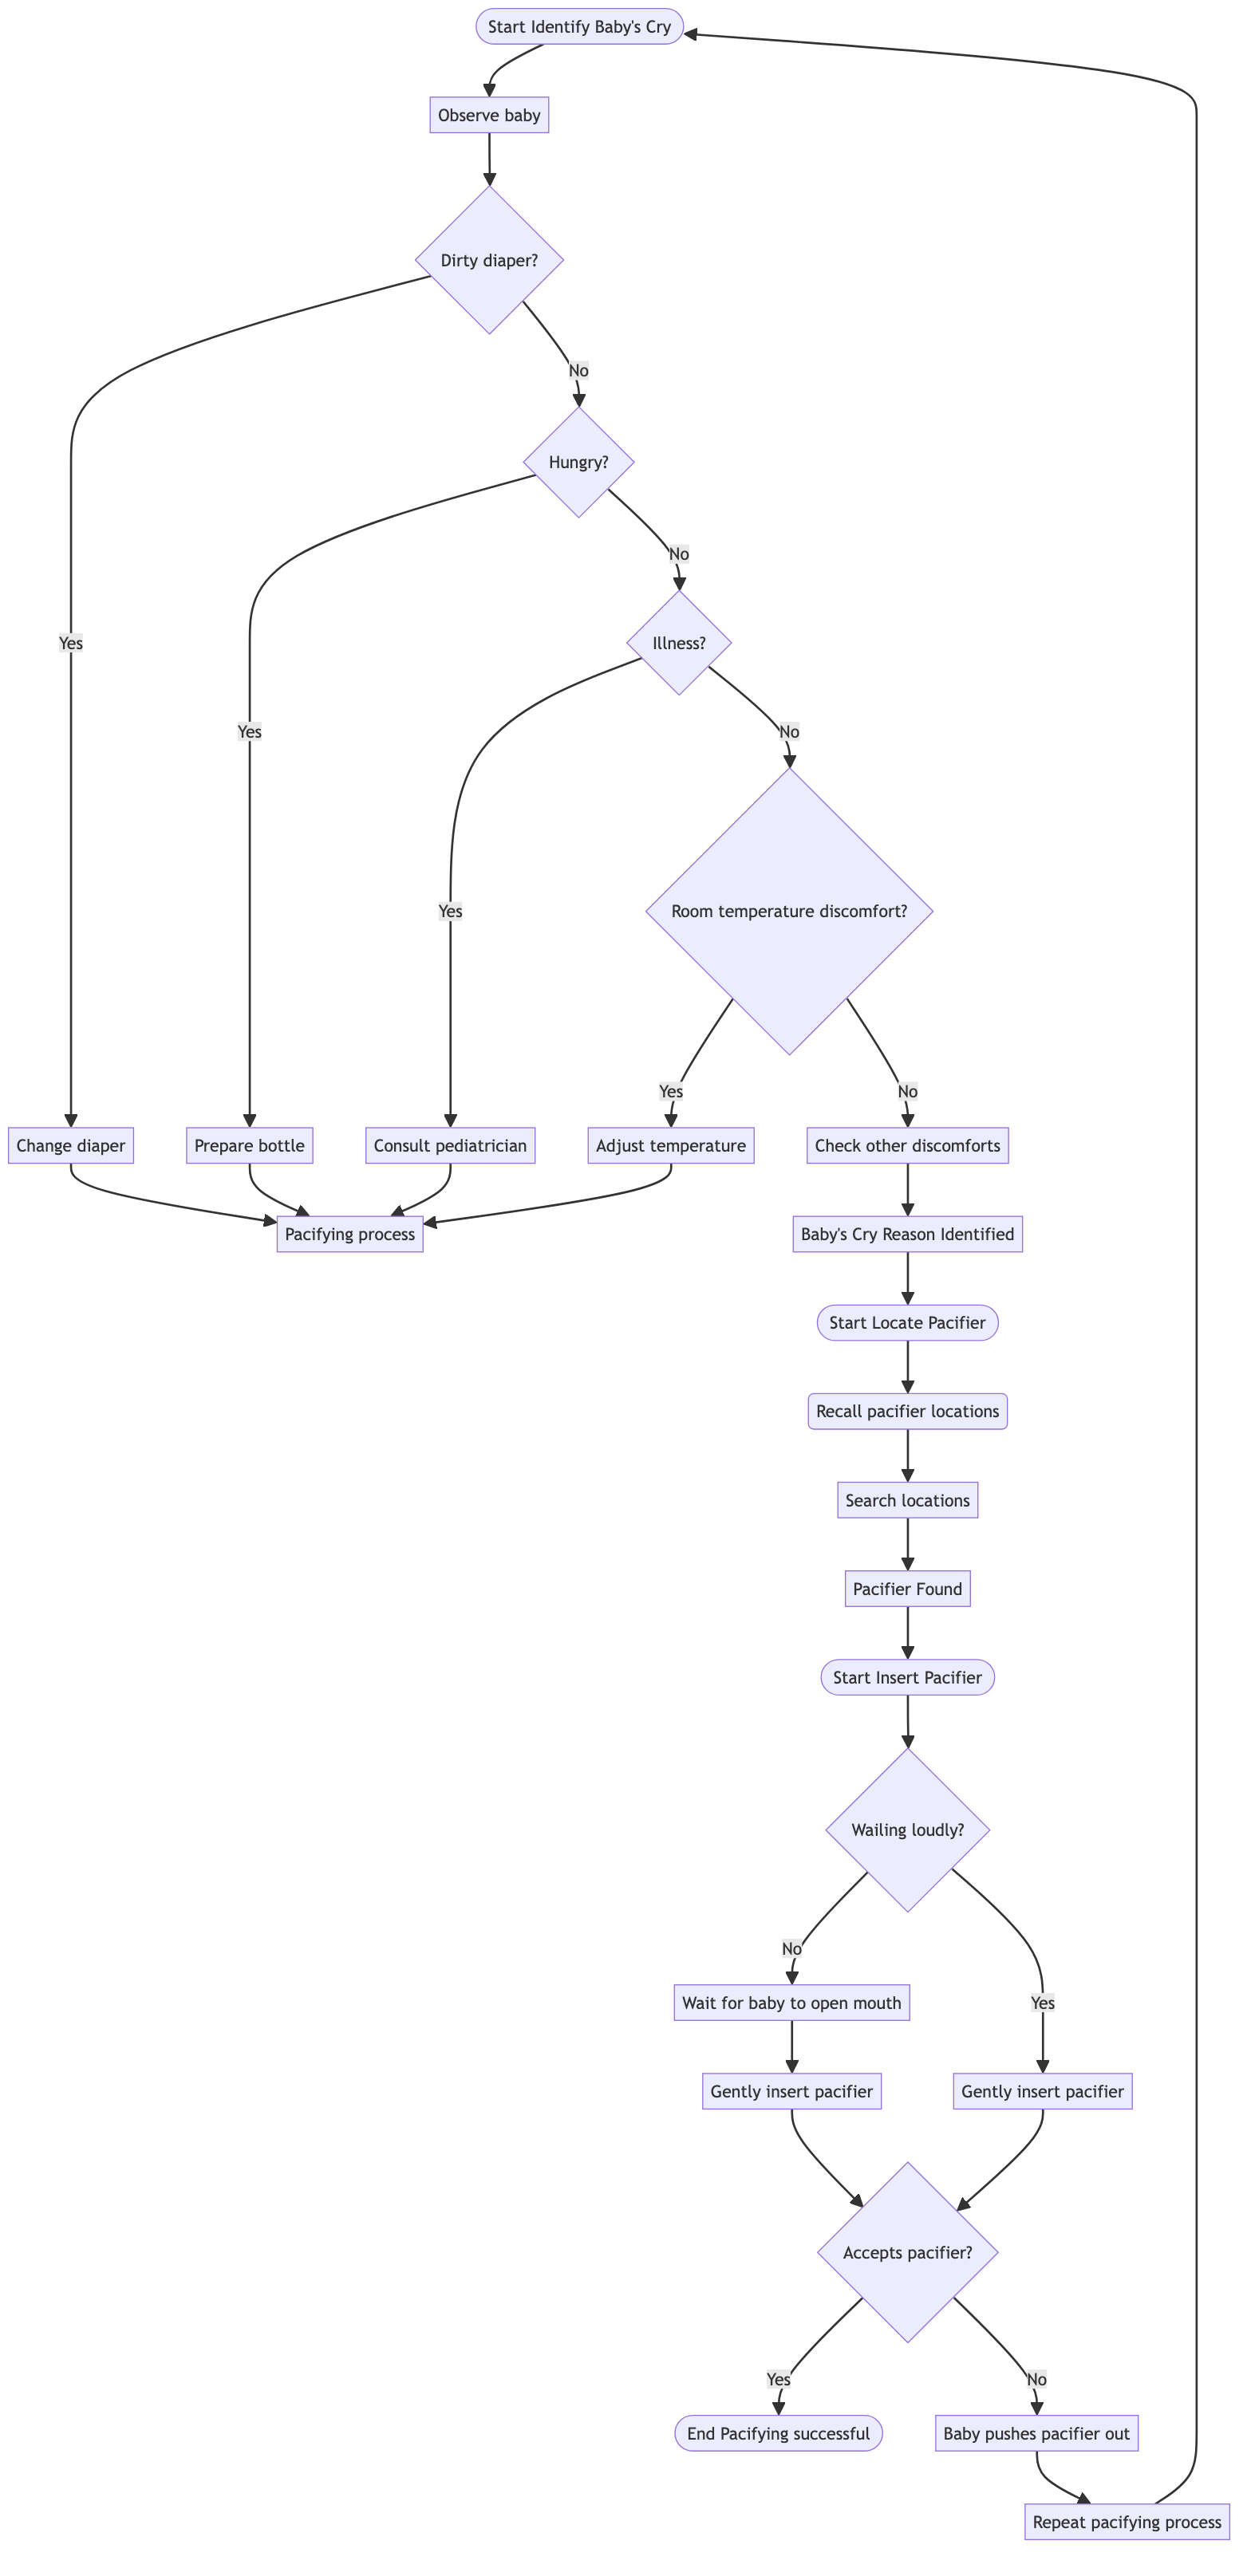 Start Identify Baby's Cry
Observe baby
Dirty diaper?
No
Hungry?
No
Yes
Illness?
Yes
No
Yes
Room temperature discomfort?
Yes
No
Change diaper
Prepare bottle
Consult pediatrician
Adjust temperature
Check other discomforts
Pacifying process
Baby's Cry Reason Identified
Start Locate Pacifier
Recall pacifier locations
Search locations
Pacifier Found
Start Insert Pacifier
Wailing loudly?
No
Wait for baby to open mouth
Yes
Gently insert pacifier
Gently insert pacifier
Accepts pacifier?
Yes
No
End Pacifying successful
Baby pushes pacifier out
Repeat pacifying process